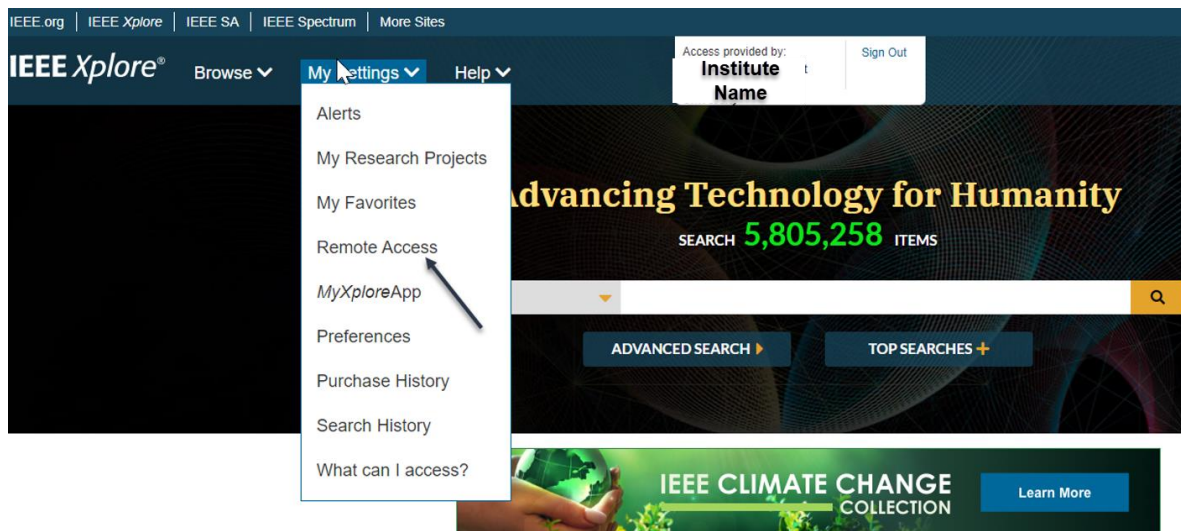 IEEE.org | IEEE Xplore | IEEE SA | IEEE Spectrum | More Sites
IEEE Xplore®
Browse
My Settings
Help
Access provided by:
Institute
Name
t
Sign Out
Alerts
My Research Projects
My Favorites
Remote Access
MyXploreApp
Preferences
Purchase History
Search History
What can I access?
Advancing Technology for Humanity
SEARCH 5,805,258 ITEMS
ADVANCED SEARCH
TOP SEARCHES +
IEEE CLIMATE CHANGE
COLLECTION
Learn More